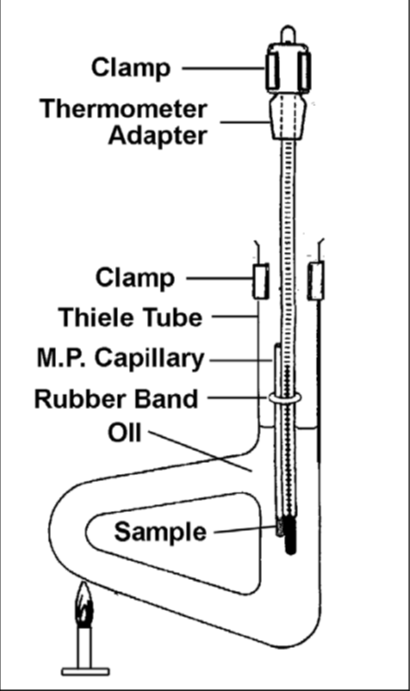 Clamp
Thermometer
Adapter
Clamp
Thiele Tube
M.P. Capillary
Rubber Band
OIl
Sample